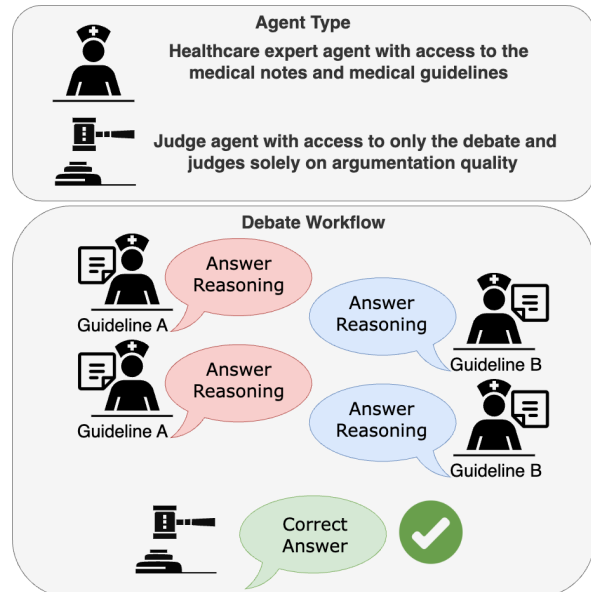 Agent Type
Healthcare expert agent with access to the
medical notes and medical guidelines
Judge agent with access to only the debate and
judges solely on argumentation quality
Debate Workflow
Answer
Reasoning
Guideline A
Answer
Reasoning
Guideline B
Answer
Reasoning
Guideline A
Answer
Reasoning
Guideline B
Correct
Answer